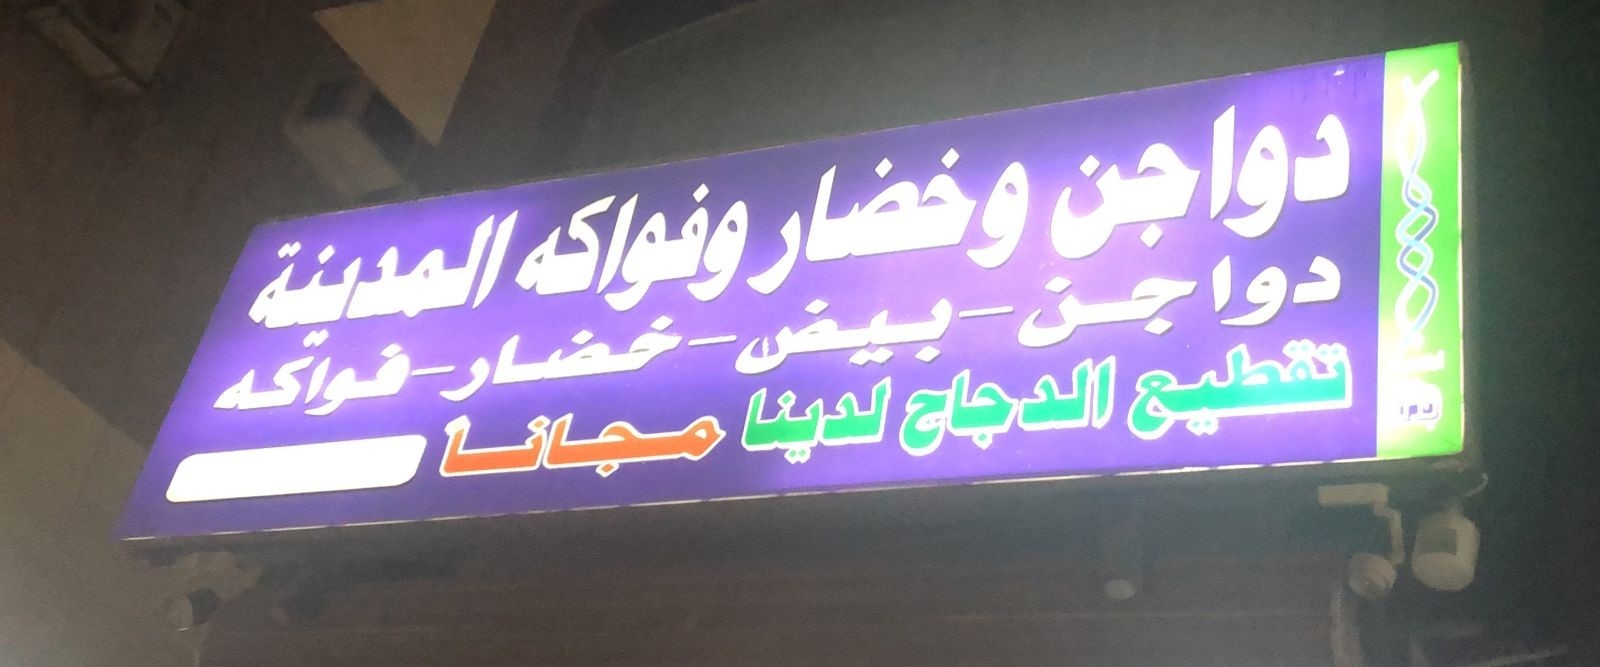 دواجن وخضار وفواكه المدينة
دواجن - بيض - خضار - فواكه
تقطيع الدجاج لدينا مجاناً